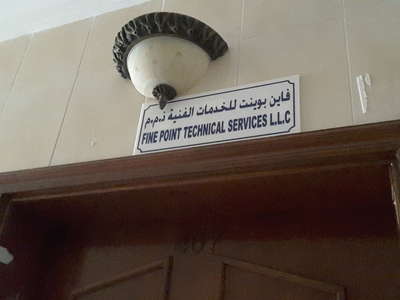 فاين بوينت للخدمات الفنية ذ.م.م
FINE POINT TECHNICAL SERVICES L.L.C